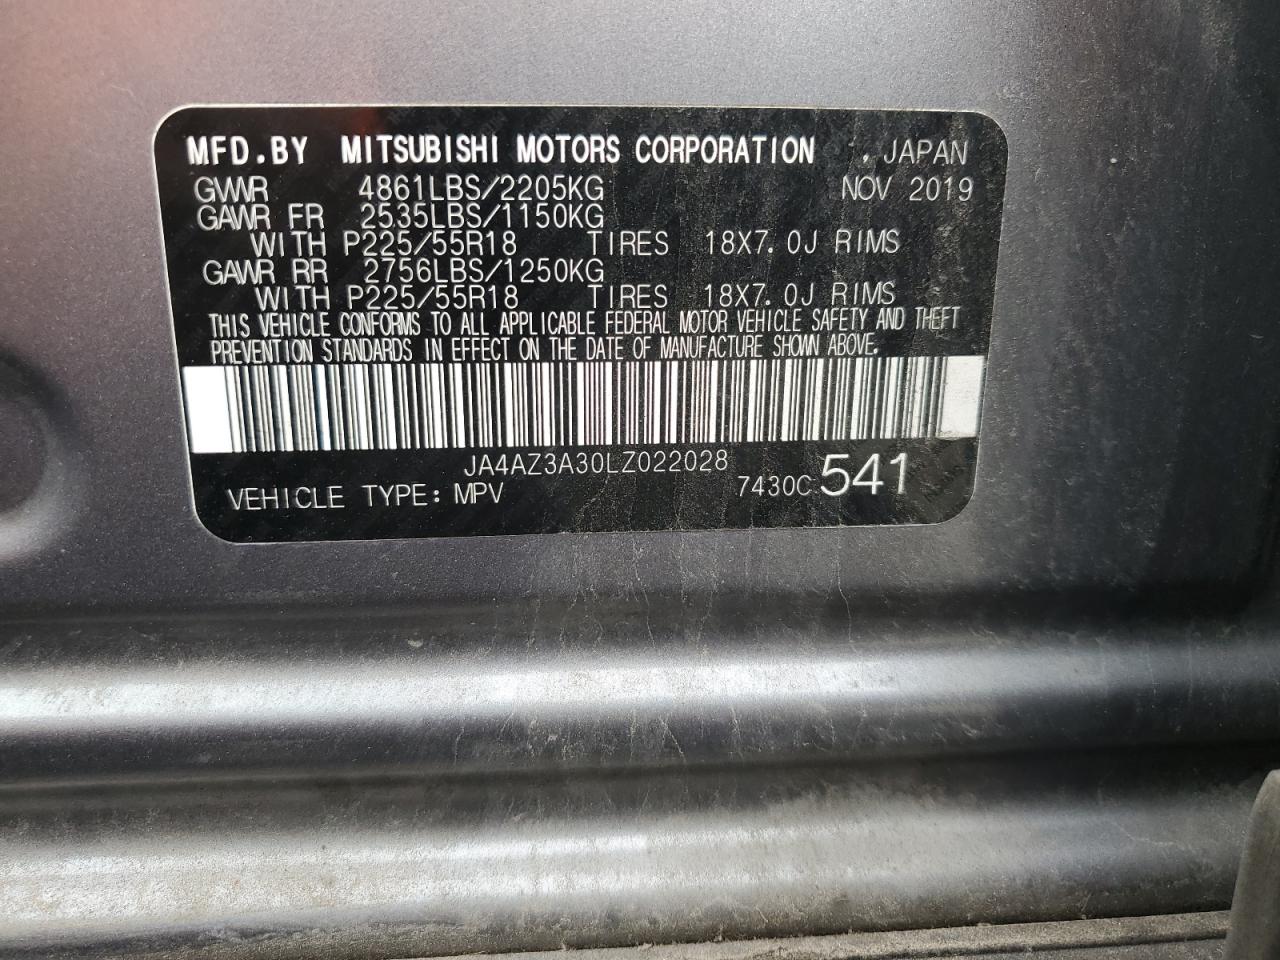 MFD.BY MITSUBISHI MOTORS CORPORATION , JAPAN
GVWR 4861LBS/2205KG NOV 2019
GAWR FR 2535LBS/1150KG
WITH P225/55R18 TIRES 18X7.0J RIMS
GAWR RR 2756LBS/1250KG
WITH P225/55R18 TIRES 18X7.0J RIMS
THIS VEHICLE CONFORMS TO ALL APPLICABLE FEDERAL MOTOR VEHICLE SAFETY AND THEFT
PREVENTION STANDARDS IN EFFECT ON THE DATE OF MANUFACTURE SHOWN ABOVE.
JA4AZ3A30LZ022028
VEHICLE TYPE: MPV 7430C 541